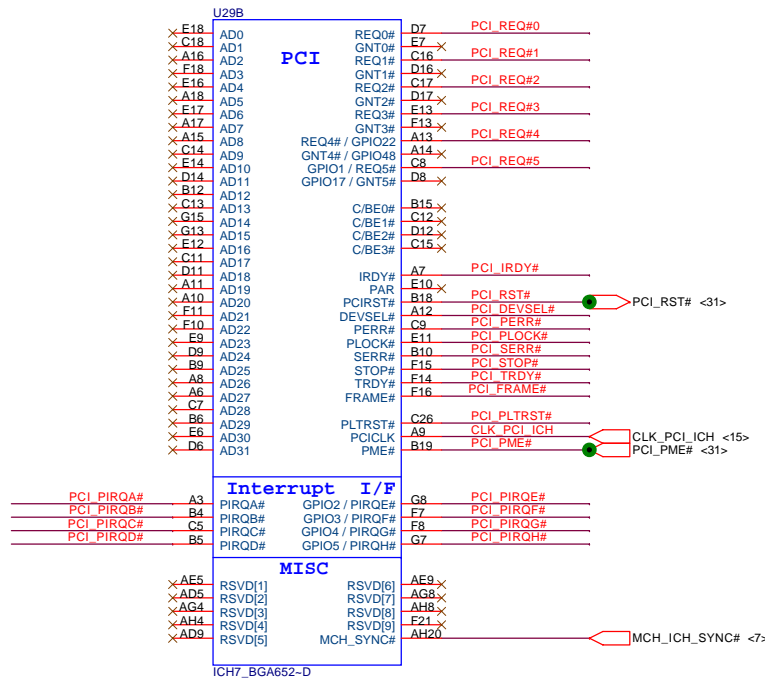 U29B
PCI
E18 AD0 REQ0# D7 PCI_REQ#0
C18 AD1 GNT0# E7
A16 AD2 REQ1# C16 PCI_REQ#1
F18 AD3 GNT1# D16
E16 AD4 REQ2# C17 PCI_REQ#2
A18 AD5 GNT2# D17
E17 AD6 REQ3# E13 PCI_REQ#3
A17 AD7 GNT3# F13
A15 AD8 REQ4# / GPIO22 A13 PCI_REQ#4
C14 AD9 GNT4# / GPIO48 A14
E14 AD10 GPIO1 / REQ5# C8 PCI_REQ#5
D14 AD11 GPIO17 / GNT5# D8
B12 AD12
C13 AD13 C/BE0# B15
G15 AD14 C/BE1# C12
G13 AD15 C/BE2# D12
E12 AD16 C/BE3# C15
C11 AD17
D11 AD18 IRDY# A7 PCI_IRDY#
A11 AD19 PAR E10
A10 AD20 PCIRST# B18 PCI_RST# PCI_RST# <31>
F11 AD21 DEVSEL# A12 PCI_DEVSEL#
F10 AD22 PERR# C9 PCI_PERR#
E9 AD23 PLOCK# E11 PCI_PLOCK#
D9 AD24 SERR# B10 PCI_SERR#
B9 AD25 STOP# F15 PCI_STOP#
A8 AD26 TRDY# F14 PCI_TRDY#
A6 AD27 FRAME# F16 PCI_FRAME#
C7 AD28
B6 AD29 PLTRST# C26 PCI_PLTRST#
E6 AD30 PCICLK A9 CLK_PCI_ICH CLK_PCI_ICH <15>
D6 AD31 PME# B19 PCI_PME# PCI_PME# <31>
Interrupt I/F
PCI_PIRQA# A3 PIRQA# GPIO2 / PIRQE# G8 PCI_PIRQE#
PCI_PIRQB# B4 PIRQB# GPIO3 / PIRQF# F7 PCI_PIRQF#
PCI_PIRQC# C5 PIRQC# GPIO4 / PIRQG# F8 PCI_PIRQG#
PCI_PIRQD# B5 PIRQD# GPIO5 / PIRQH# G7 PCI_PIRQH#
MISC
AE5 RSVD[1] RSVD[6] AE9
AD5 RSVD[2] RSVD[7] AG8
AG4 RSVD[3] RSVD[8] AH8
AH4 RSVD[4] RSVD[9] F21
AD9 RSVD[5] MCH_SYNC# AH20 MCH_ICH_SYNC# <7>
ICH7_BGA652~D